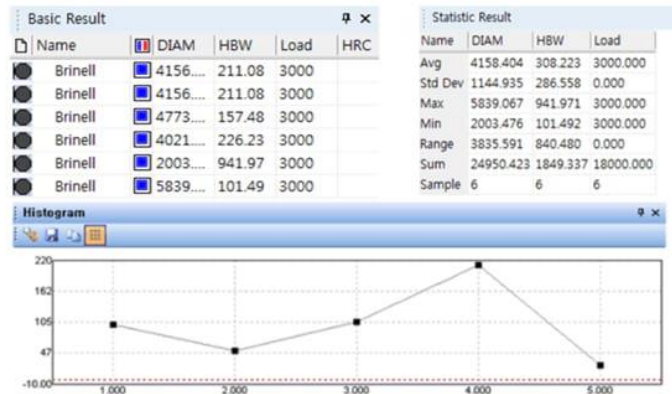 Basic Result
Name DIAM HBW Load HRC
Brinell 4156.... 211.08 3000
Brinell 4156.... 211.08 3000
Brinell 4773.... 157.48 3000
Brinell 4021.... 226.23 3000
Brinell 2003.... 941.97 3000
Brinell 5839.... 101.49 3000
Statistic Result
Name DIAM HBW Load
Avg 4158.404 308.223 3000.000
Std Dev 1144.935 286.558 0.000
Max 5839.067 941.971 3000.000
Min 2003.476 101.492 3000.000
Range 3835.591 840.480 0.000
Sum 24950.423 1849.337 18000.000
Sample 6 6 6
Histogram
220
162
105
47
-10.00
1.000 2.000 3.000 4.000 5.000